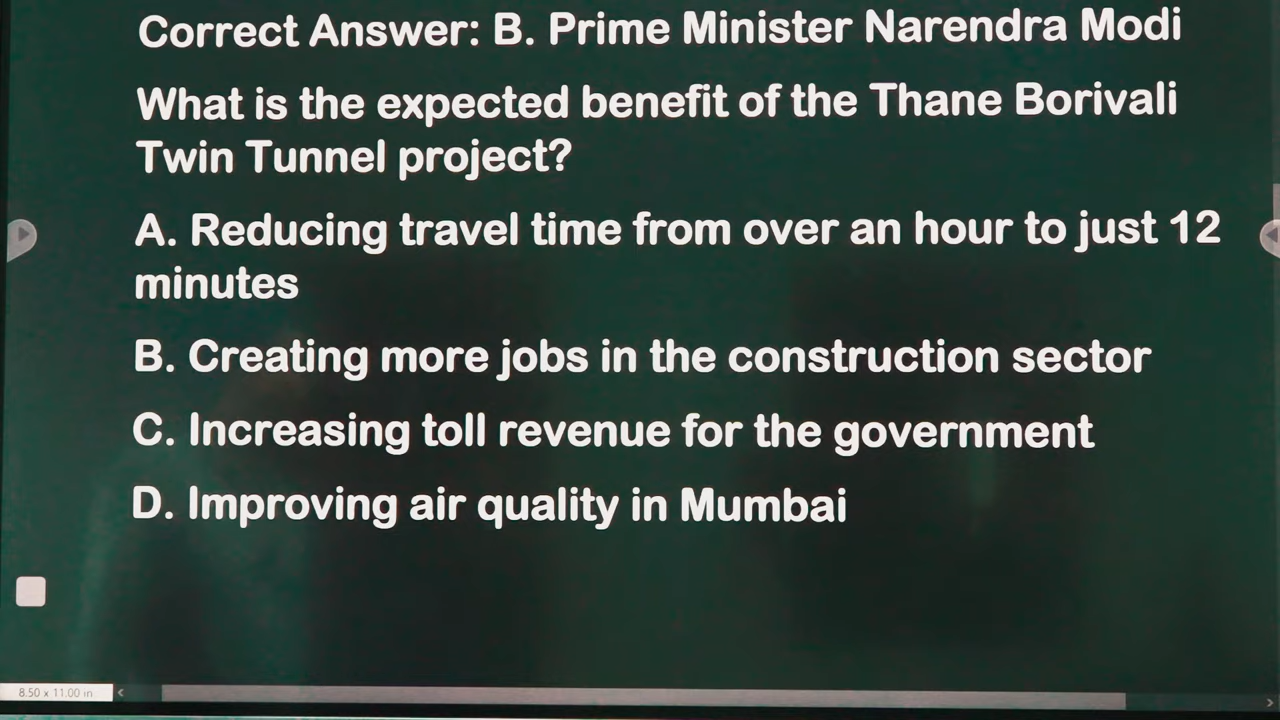 Correct Answer: B. Prime Minister Narendra Modi
What is the expected benefit of the Thane Borivali
Twin Tunnel project?
A. Reducing travel time from over an hour to just 12
minutes
B. Creating more jobs in the construction sector
C. Increasing toll revenue for the government
D. Improving air quality in Mumbai
8.50 x 11.00 in